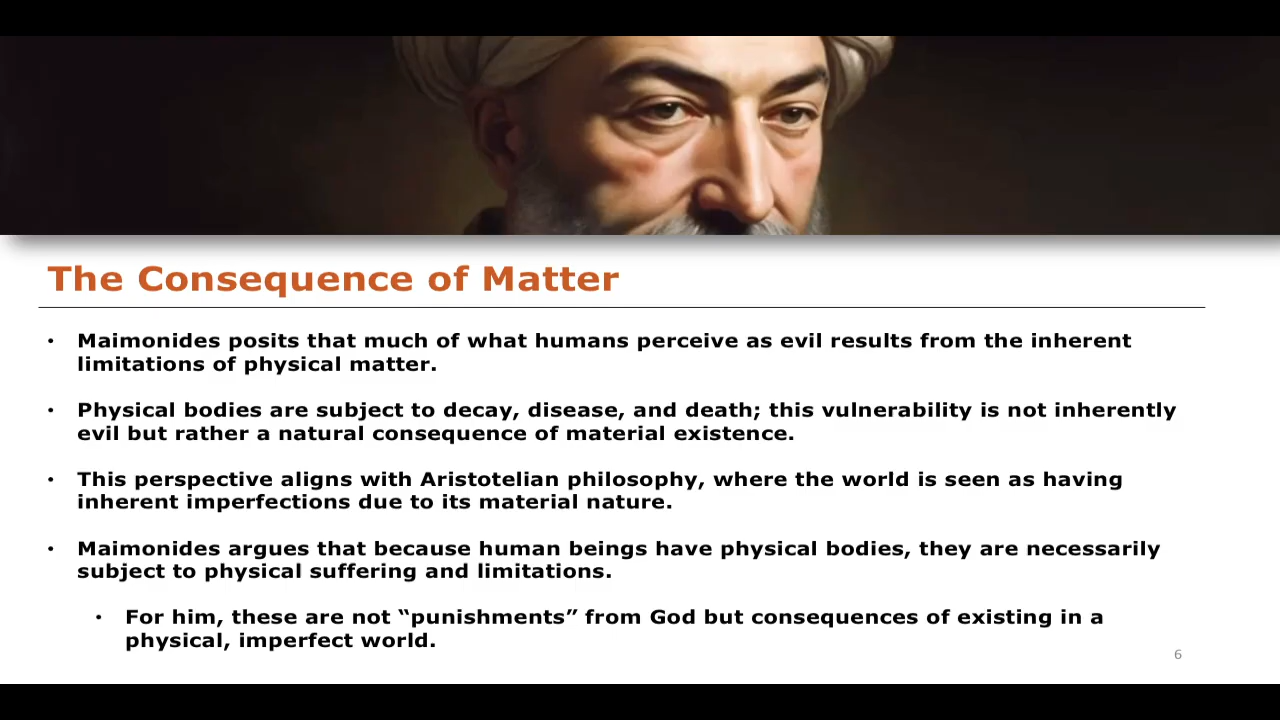 The Consequence of Matter
• Maimonides posits that much of what humans perceive as evil results from the inherent
limitations of physical matter.
• Physical bodies are subject to decay, disease, and death; this vulnerability is not inherently
evil but rather a natural consequence of material existence.
• This perspective aligns with Aristotelian philosophy, where the world is seen as having
inherent imperfections due to its material nature.
• Maimonides argues that because human beings have physical bodies, they are necessarily
subject to physical suffering and limitations.
• For him, these are not “punishments” from God but consequences of existing in a
physical, imperfect world.
6